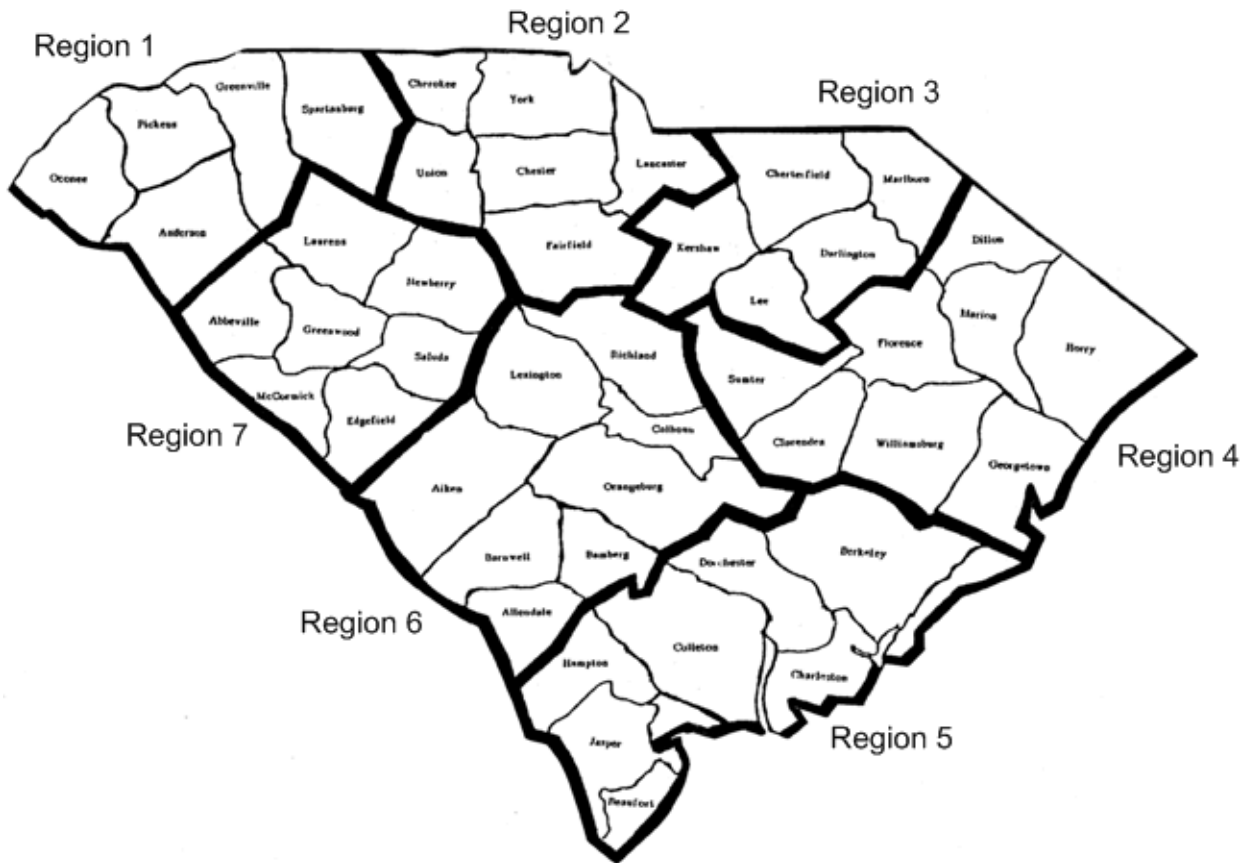 Region 2
Region 1
Region 3
Cherokee
York
Greenville
Spartanburg
Pickens
Oconee
Union
Chester
Lancaster
Chesterfield
Marlboro
Anderson
Laurens
Fairfield
Kershaw
Darlington
Dillon
Newberry
Lee
Abbeville
Greenwood
Marion
Saluda
Richland
Florence
Horry
Lexington
Sumter
McCormick
Edgefield
Region 7
Calhoun
Clarendon
Williamsburg
Georgetown
Region 4
Aiken
Orangeburg
Barnwell
Bamberg
Dorchester
Berkeley
Allendale
Region 6
Colleton
Hampton
Charleston
Region 5
Jasper
Beaufort